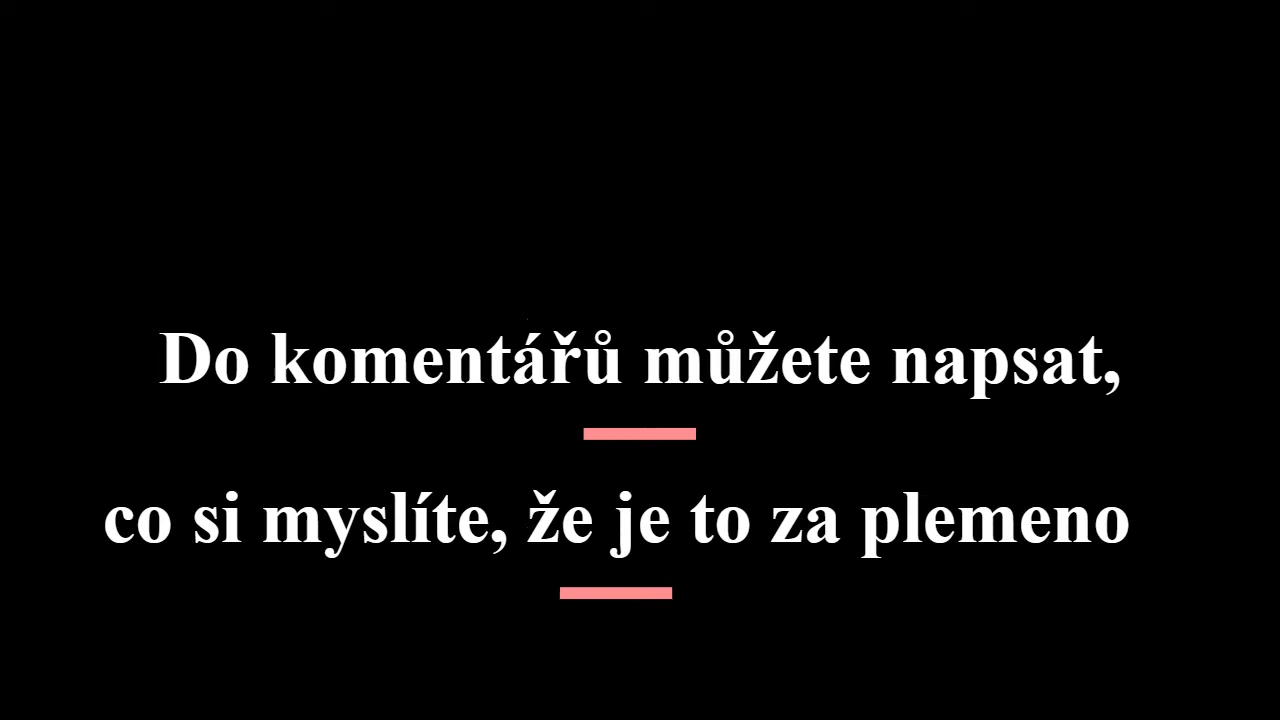 Do komentářů můžete napsat,
co si myslíte, že je to za plemeno